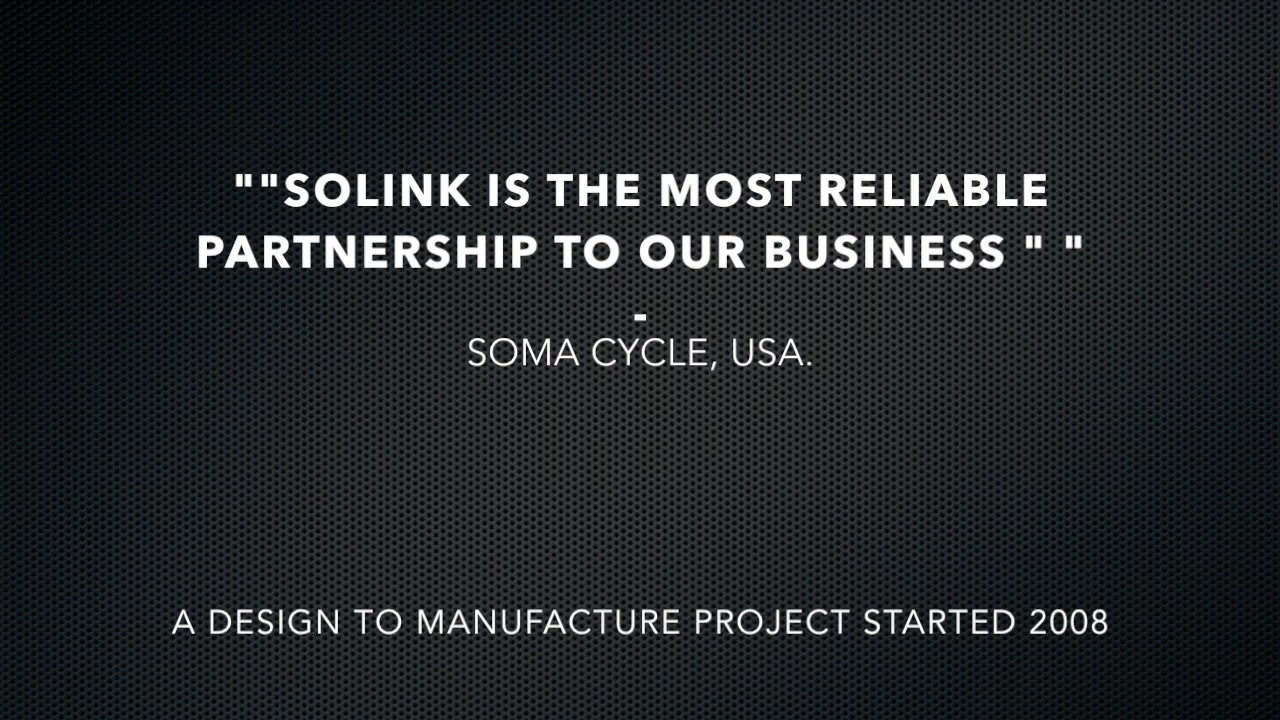 ""SOLINK IS THE MOST RELIABLE
PARTNERSHIP TO OUR BUSINESS " "
-
SOMA CYCLE, USA.
A DESIGN TO MANUFACTURE PROJECT STARTED 2008